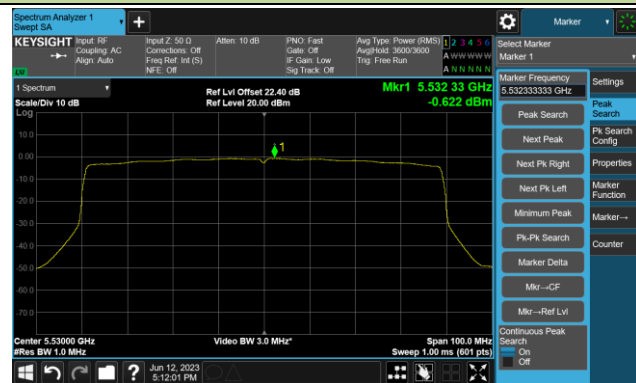 Spectrum Analyzer 1
Swept SA
KEYSIGHT
Input: RF
Coupling: AC
Align: Auto
Input Z: 50 Ω
Corrections: Off
Freq Ref: Int (S)
NFE: Off
Atten: 10 dB
PNO: Fast
Gate: Off
IF Gain: Low
Sig Track: Off
Avg Type: Power (RMS)
Avg|Hold: 3600/3600
Trig: Free Run
1 2 3 4 5 6
A W W W W W
A N N N N N
1 Spectrum
Scale/Div 10 dB
Log
Ref Lvl Offset 22.40 dB
Ref Level 20.00 dBm
Mkr1 5.532 33 GHz
-0.622 dBm
1
10.0
0.00
-10.0
-20.0
-30.0
-40.0
-50.0
-60.0
-70.0
Center 5.53000 GHz
#Res BW 1.0 MHz
Video BW 3.0 MHz*
Span 100.0 MHz
Sweep 1.00 ms (601 pts)
Jun 12, 2023
5:12:01 PM
Marker
Select Marker
Marker 1
Marker Frequency
5.532333333 GHz
Peak Search
Next Peak
Next Pk Right
Next Pk Left
Minimum Peak
Pk-Pk Search
Marker Delta
Mkr→CF
Mkr→Ref Lvl
Continuous Peak
Search
On
Off
Settings
Peak
Search
Pk Search
Config
Properties
Marker
Function
Marker→
Counter